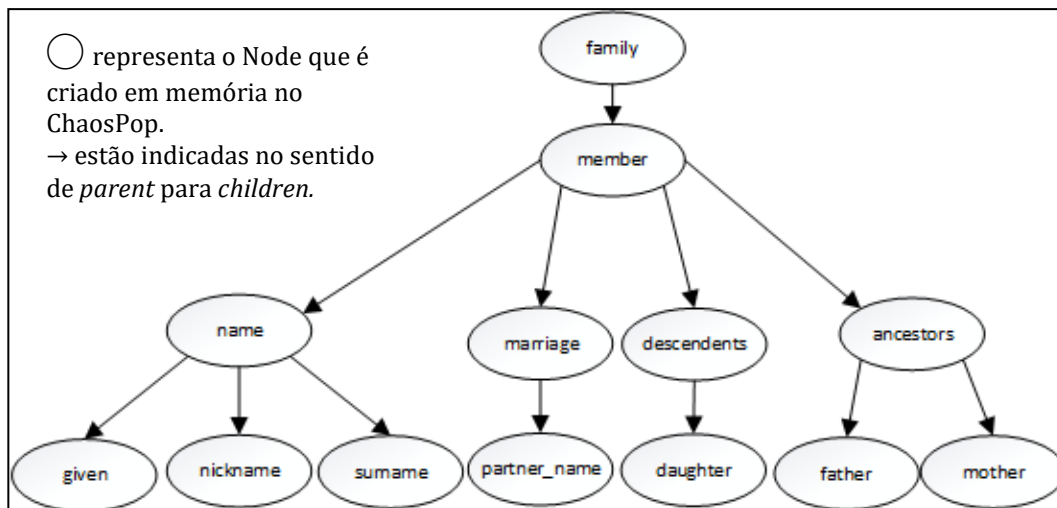 representa o Node que é
criado em memória no
ChaosPop.
→ estão indicadas no sentido
de parent para children.
family
member
name
marriage
descendents
ancestors
given
nickname
surname
partner_name
daughter
father
mother